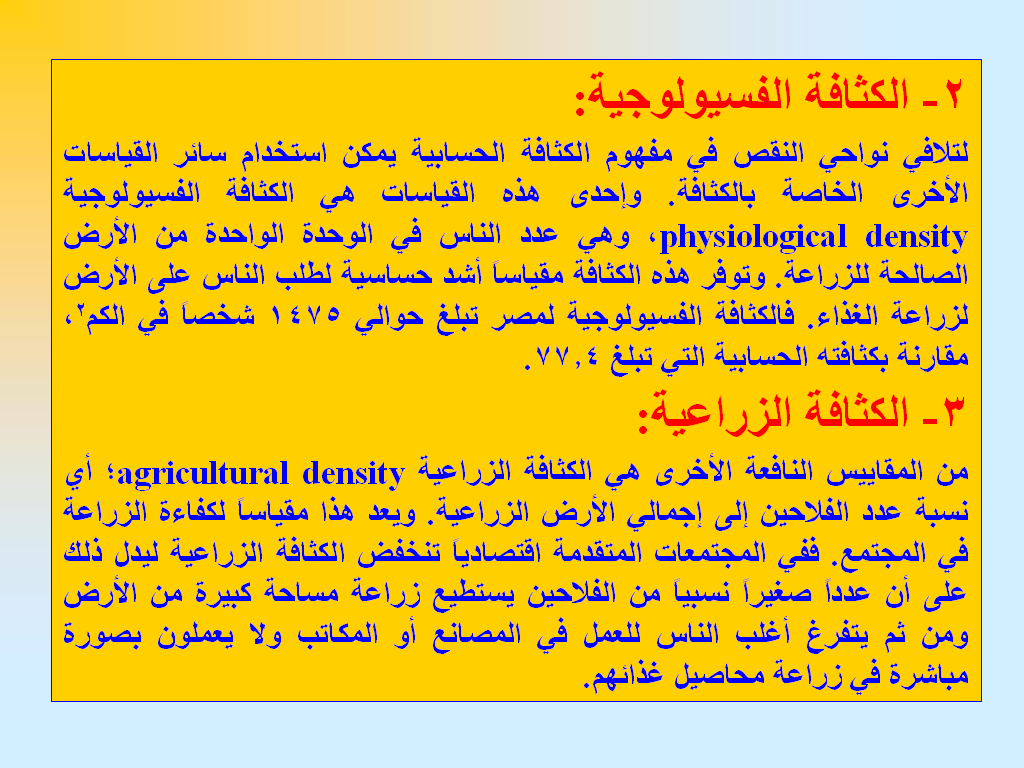 ٢- الكثافة الفسيولوجية:
لتلافي نواحي النقص في مفهوم الكثافة الحسابية يمكن استخدام سائر القياسات
الأخرى الخاصة بالكثافة. وإحدى هذه القياسات هي الكثافة الفسيولوجية
physiological density، وهي عدد الناس في الوحدة الواحدة من الأرض
الصالحة للزراعة. وتوفر هذه الكثافة مقياساً أشد حساسية لطلب الناس على الأرض
لزراعة الغذاء. فالكثافة الفسيولوجية لمصر تبلغ حوالي ١٤٧٥ شخصاً في الكم٢،
مقارنة بكثافته الحسابية التي تبلغ ٧٧,٤.
٣- الكثافة الزراعية:
من المقاييس النافعة الأخرى هي الكثافة الزراعية agricultural density؛ أي
نسبة عدد الفلاحين إلى إجمالي الأرض الزراعية. ويعد هذا مقياساً لكفاءة الزراعة
في المجتمع. ففي المجتمعات المتقدمة اقتصادياً تنخفض الكثافة الزراعية ليدل ذلك
على أن عدداً صغيراً نسبياً من الفلاحين يستطيع زراعة مساحة كبيرة من الأرض
ومن ثم يتفرغ أغلب الناس للعمل في المصانع أو المكاتب ولا يعملون بصورة
مباشرة في زراعة محاصيل غذائهم.